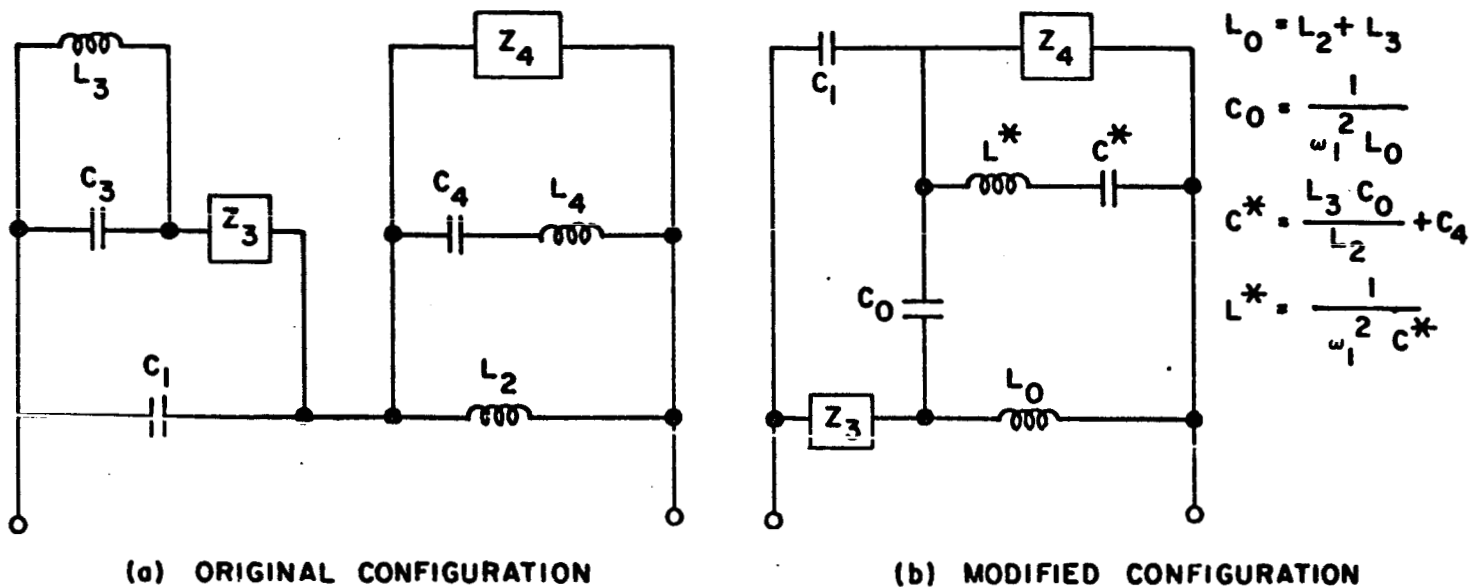 L3
C3
Z3
C1
Z4
C4
L4
L2
(a) ORIGINAL CONFIGURATION
C1
Z4
L*
C*
C0
Z3
L0
(b) MODIFIED CONFIGURATION
L0 = L2 + L3
C0 = 1 / ω1² L0
C* = L3 C0 / L2 + C4
L* = 1 / ω1² C*